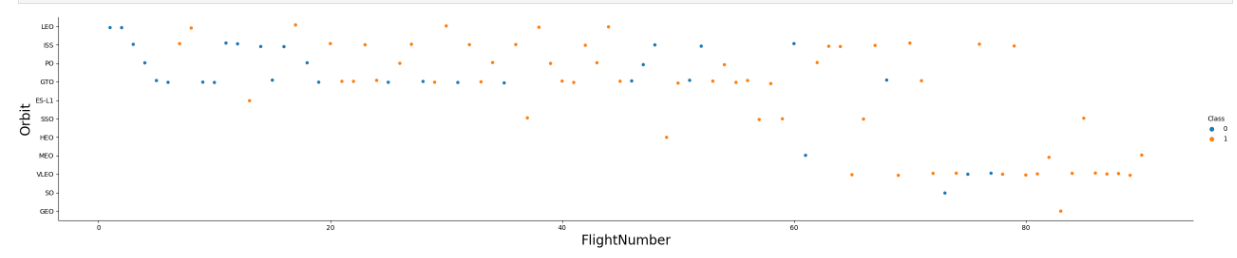 LEO
ISS
PO
GTO
ES-L1
SSO
HEO
MEO
VLEO
SO
GEO
Orbit
0 20 40 60 80
FlightNumber
Class
0
1